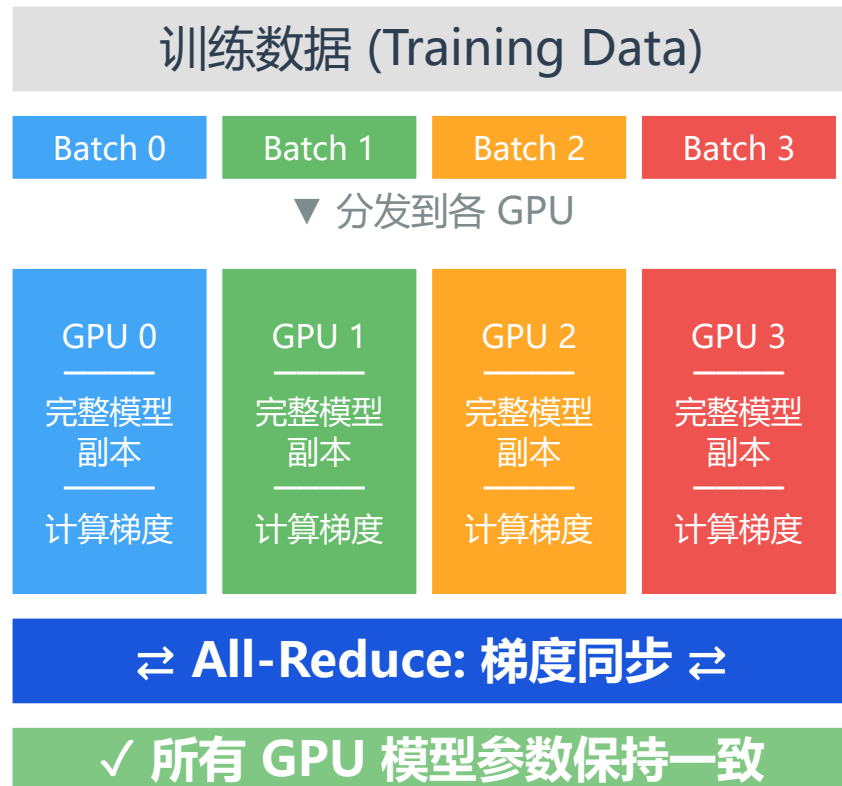 训练数据 (Training Data)
Batch 0
Batch 1
Batch 2
Batch 3
▼ 分发到各 GPU
GPU 0
完整模型
副本
计算梯度
GPU 1
完整模型
副本
计算梯度
GPU 2
完整模型
副本
计算梯度
GPU 3
完整模型
副本
计算梯度
⇄ All-Reduce: 梯度同步 ⇄
✓ 所有 GPU 模型参数保持一致